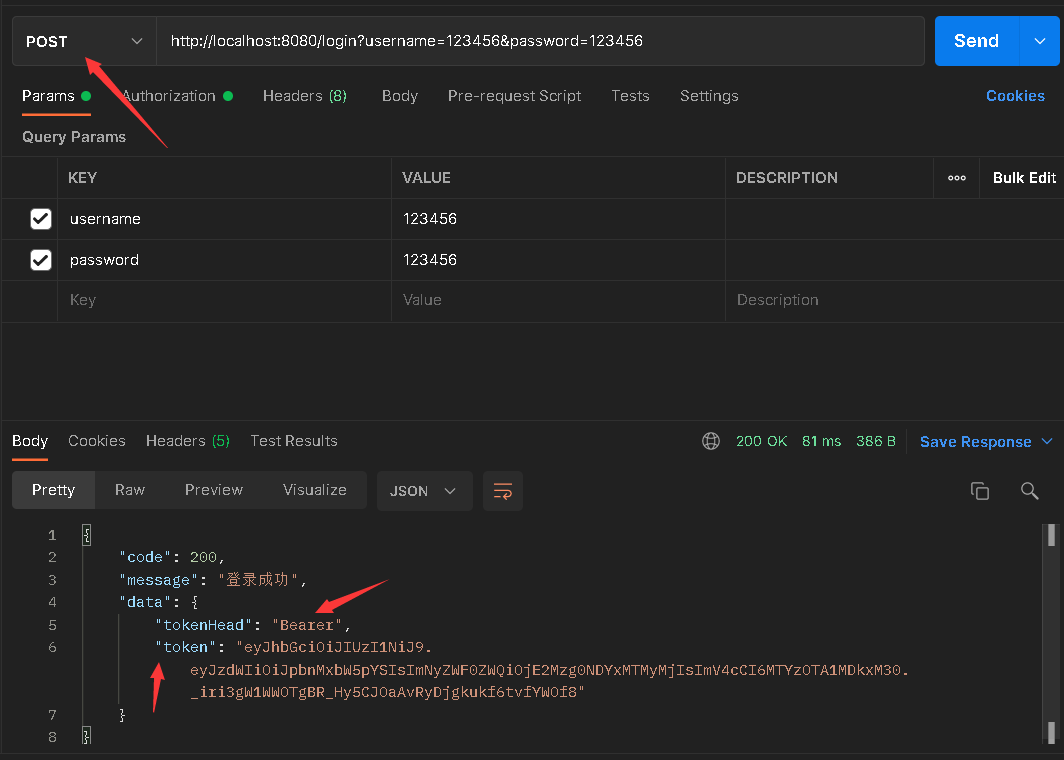 POST http://localhost:8080/login?username=123456&password=123456 Send
Params Authorization Headers (8) Body Pre-request Script Tests Settings Cookies
Query Params
KEY VALUE DESCRIPTION ooo Bulk Edit
username 123456
password 123456
Key Value Description
Body Cookies Headers (5) Test Results 200 OK 81 ms 386 B Save Response
Pretty Raw Preview Visualize JSON
1 {
2 "code": 200,
3 "message": "登录成功",
4 "data": {
5 "tokenHead": "Bearer",
6 "token": "eyJhbGciOiJIUzI1NiJ9.
eyJzdWIiOiJpbnMxbW5pYSIsImNyZWF0ZWQiOjE2Mzg0NDYxMTMyMjIsImV4cCI6MTYzOTA1MDkxM30.
_iri3gW1WWOTgBR_Hy5CJOaAvRyDjgkukf6tvfYWOf8"
7 }
8 }